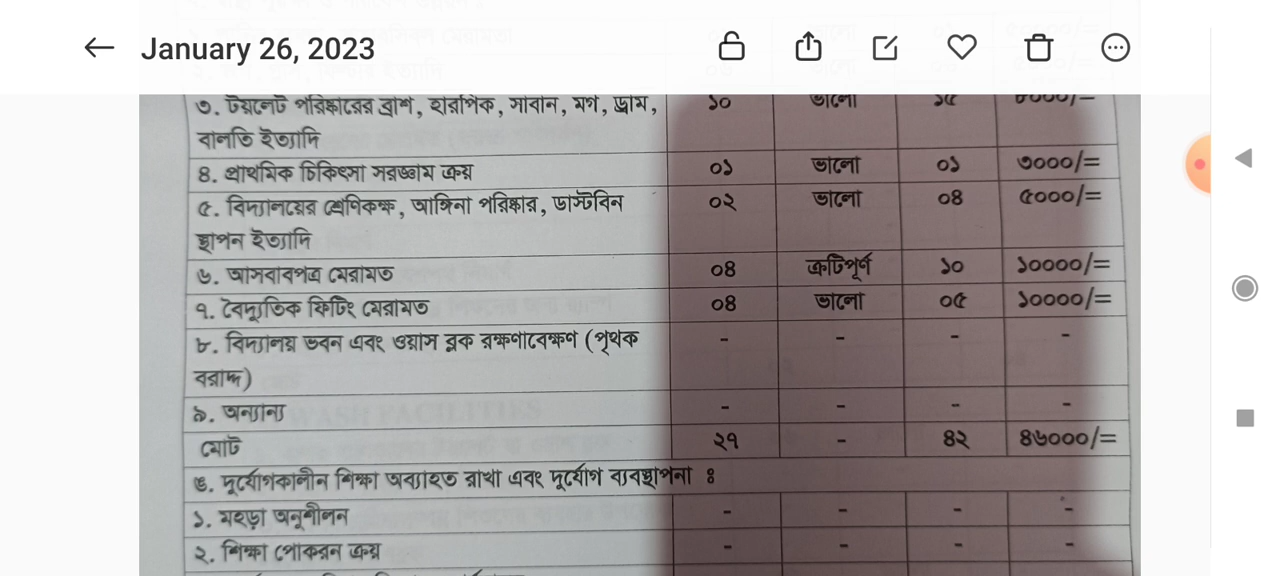 January 26, 2023
৩. টয়লেট পরিষ্কারের ব্রাশ, হারপিক, সাবান, মগ, ড্রাম, ১০ ভালো ১৫ ৮০০০/=
বালতি ইত্যাদি
৪. প্রাথমিক চিকিৎসা সরঞ্জাম ক্রয় ০১ ভালো ০১ ৩০০০/=
৫. বিদ্যালয়ের শ্রেণিকক্ষ, আঙ্গিনা পরিষ্কার, ডাস্টবিন ০২ ভালো ০৪ ৫০০০/=
স্থাপন ইত্যাদি
৬. আসবাবপত্র মেরামত ০৪ ত্রুটিপূর্ণ ১০ ১০০০০/=
৭. বৈদ্যুতিক ফিটিং মেরামত ০৪ ভালো ০৫ ১০০০০/=
৮. বিদ্যালয় ভবন এবং ওয়াস ব্লক রক্ষণাবেক্ষণ (পৃথক - - - -
বরাদ্দ)
৯. অন্যান্য - - - -
মোট ২৭ - ৪২ ৪৬০০০/=
ঙ. দুর্যোগকালীন শিক্ষা অব্যাহত রাখা এবং দুর্যোগ ব্যবস্থাপনা ঃ
১. মহড়া অনুশীলন - - - -
২. শিক্ষা পোকরন ক্রয় - - - -